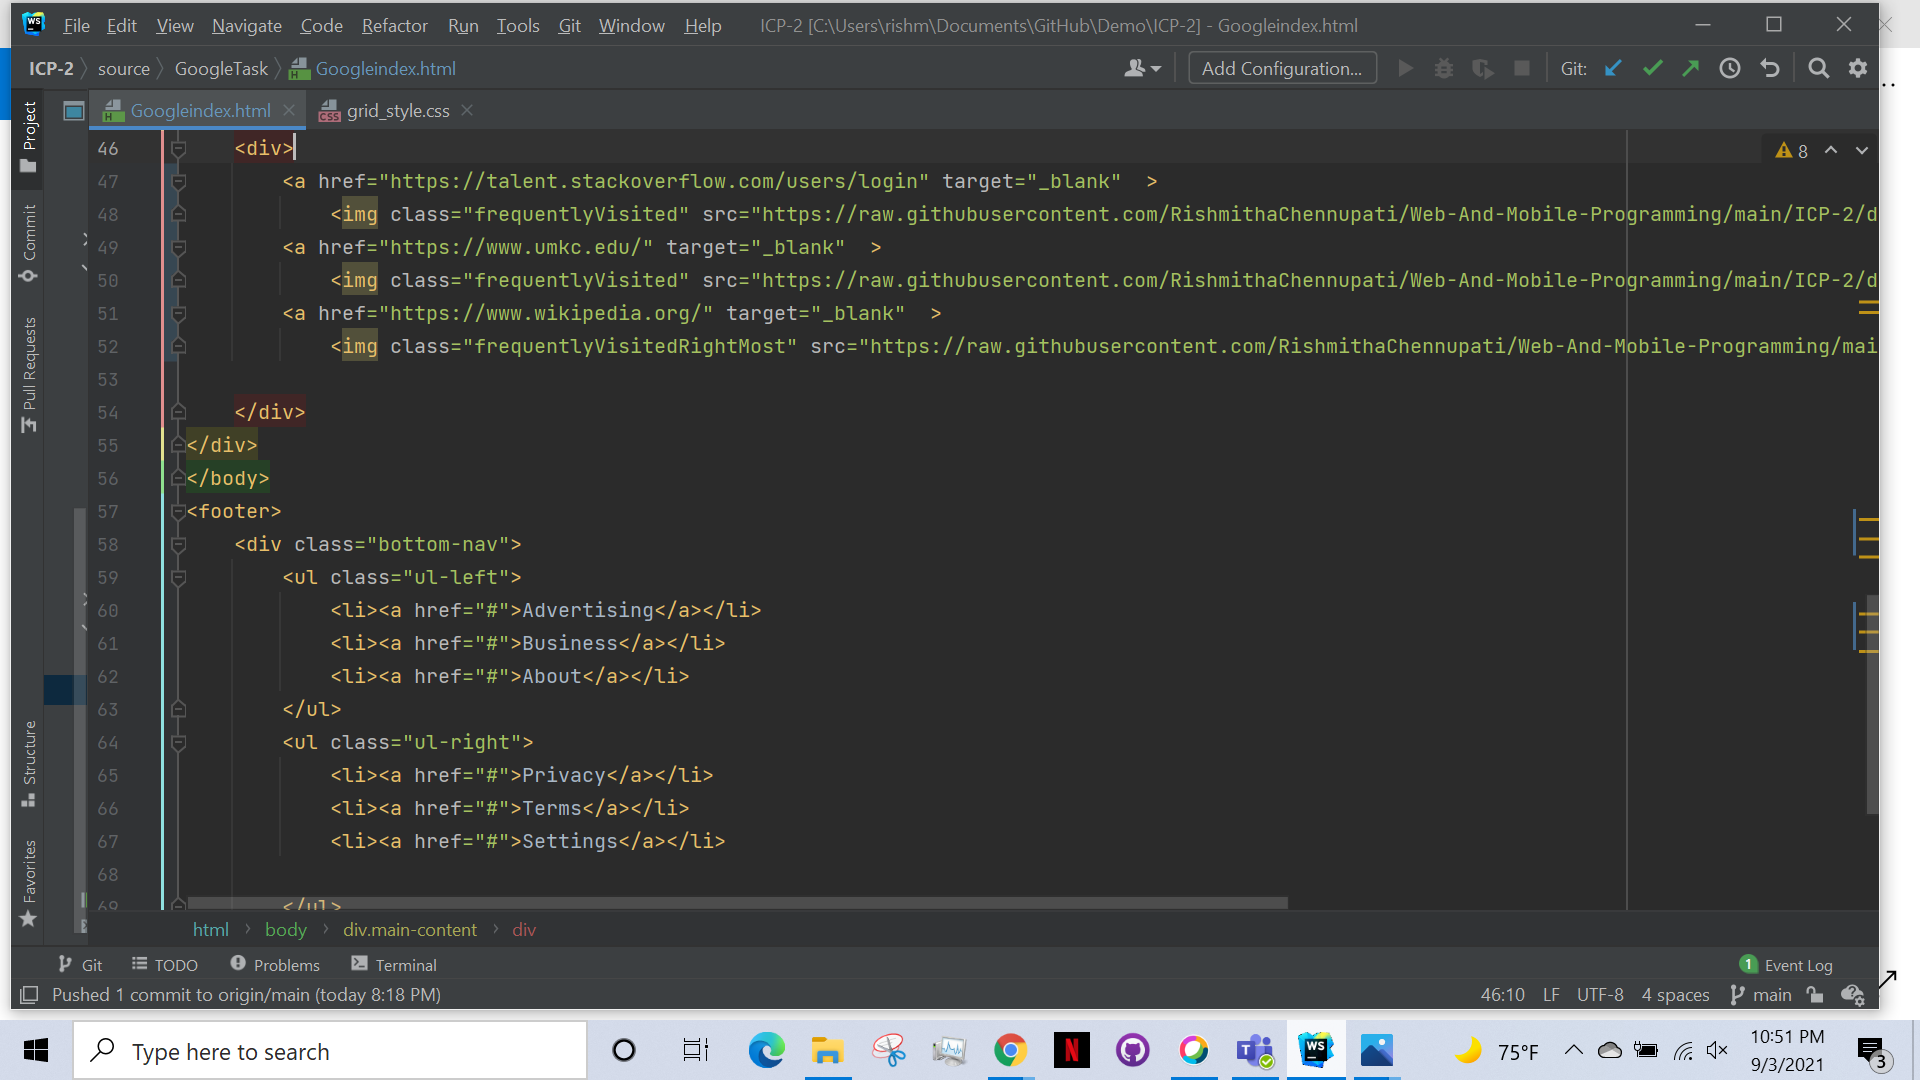 File Edit View Navigate Code Refactor Run Tools Git Window Help ICP-2 [C:\Users\rishm\Documents\GitHub\Demo\ICP-2] - Googleindex.html
ICP-2 source GoogleTask Googleindex.html Add Configuration... Git:
Googleindex.html grid_style.css
Project
Commit
Pull Requests
Structure
Favorites
8
46 <div>
47 <a href="https://talent.stackoverflow.com/users/login" target="_blank"  >
48 <img class="frequentlyVisited" src="https://raw.githubusercontent.com/RishmithaChennupati/Web-And-Mobile-Programming/main/ICP-2/d
49 <a href="https://www.umkc.edu/" target="_blank"  >
50 <img class="frequentlyVisited" src="https://raw.githubusercontent.com/RishmithaChennupati/Web-And-Mobile-Programming/main/ICP-2/d
51 <a href="https://www.wikipedia.org/" target="_blank"  >
52 <img class="frequentlyVisitedRightMost" src="https://raw.githubusercontent.com/RishmithaChennupati/Web-And-Mobile-Programming/mai
53
54 </div>
55 </div>
56 </body>
57 <footer>
58 <div class="bottom-nav">
59 <ul class="ul-left">
60 <li><a href="#">Advertising</a></li>
61 <li><a href="#">Business</a></li>
62 <li><a href="#">About</a></li>
63 </ul>
64 <ul class="ul-right">
65 <li><a href="#">Privacy</a></li>
66 <li><a href="#">Terms</a></li>
67 <li><a href="#">Settings</a></li>
68
69 </ul>
html body div.main-content div
Git TODO Problems Terminal 1 Event Log
Pushed 1 commit to origin/main (today 8:18 PM) 46:10 LF UTF-8 4 spaces main
Type here to search 75°F 10:51 PM
9/3/2021 3